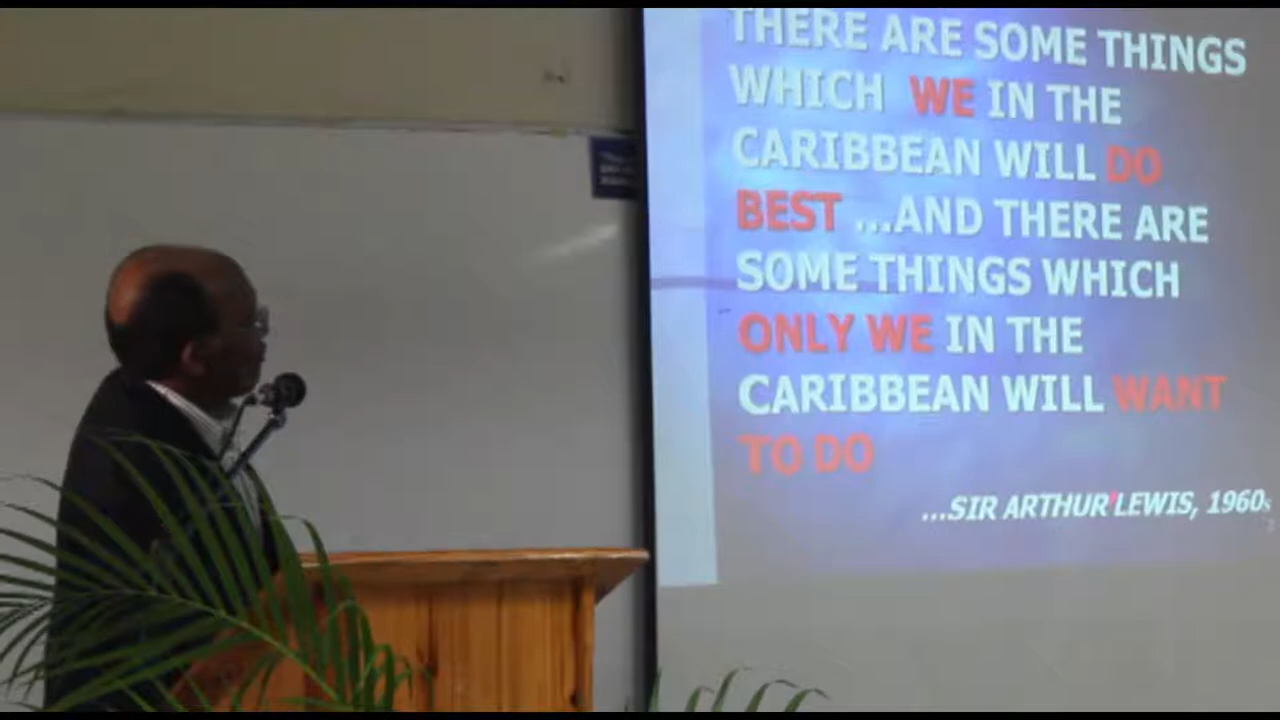 THERE ARE SOME THINGS
WHICH WE IN THE
CARIBBEAN WILL DO
BEST ...AND THERE ARE
SOME THINGS WHICH
ONLY WE IN THE
CARIBBEAN WILL WANT
TO DO
...SIR ARTHUR LEWIS, 1960s